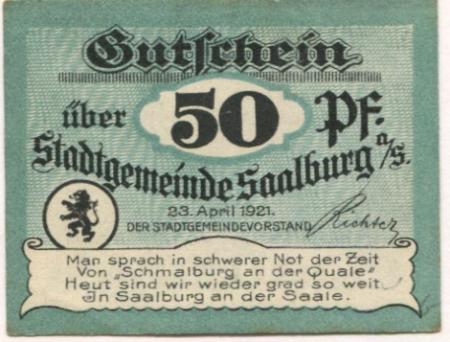 Gutschein
über 50 Pf.
Stadtgemeinde Saalburg a/S.
23. April 1921.
DER STADTGEMEINDEVORSTAND Richter
Man sprach in schwerer Not der Zeit
Von „Schmalburg an der Quale“
Heut sind wir wieder grad so weit
In Saalburg an der Saale.